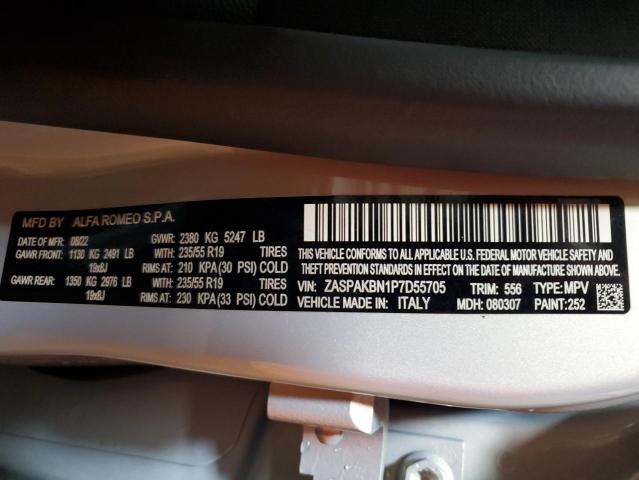 MFD BY ALFA ROMEO S.P.A.
DATE OF MFR: 08/22 GVWR: 2380 KG 5247 LB
GAWR FRONT: 1130 KG 2491 LB WITH: 235/55 R19 TIRES
19x8J RIMS AT: 210 KPA(30 PSI) COLD
GAWR REAR: 1350 KG 2976 LB WITH: 235/55 R19 TIRES
19x8J RIMS AT: 230 KPA(33 PSI) COLD
THIS VEHICLE CONFORMS TO ALL APPLICABLE U.S. FEDERAL MOTOR VEHICLE SAFETY AND
THEFT PREVENTION STANDARDS IN EFFECT ON THE DATE OF MANUFACTURE SHOWN ABOVE
VIN: ZASPAKBN1P7D55705 TRIM: 556 TYPE: MPV
VEHICLE MADE IN: ITALY MDH: 080307 PAINT: 252